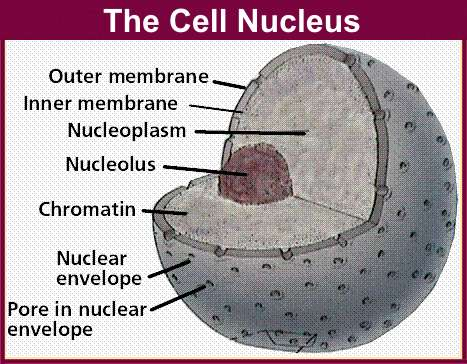 The Cell Nucleus
Outer membrane
Inner membrane
Nucleoplasm
Nucleolus
Chromatin
Nuclear
envelope
Pore in nuclear
envelope